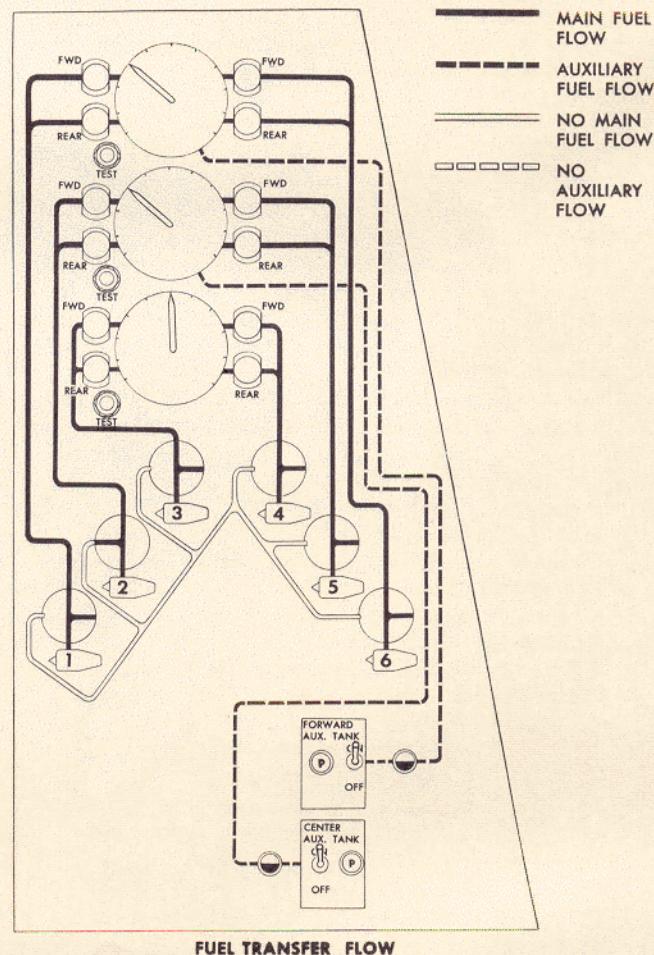 MAIN FUEL
FLOW
AUXILIARY
FUEL FLOW
NO MAIN
FUEL FLOW
NO
AUXILIARY
FLOW
FWD
FWD
REAR
REAR
TEST
FWD
FWD
REAR
REAR
TEST
FWD
FWD
REAR
REAR
TEST
3
4
2
5
1
6
FORWARD
AUX. TANK
ON
P
OFF
CENTER
AUX. TANK
ON
P
OFF
FUEL TRANSFER FLOW